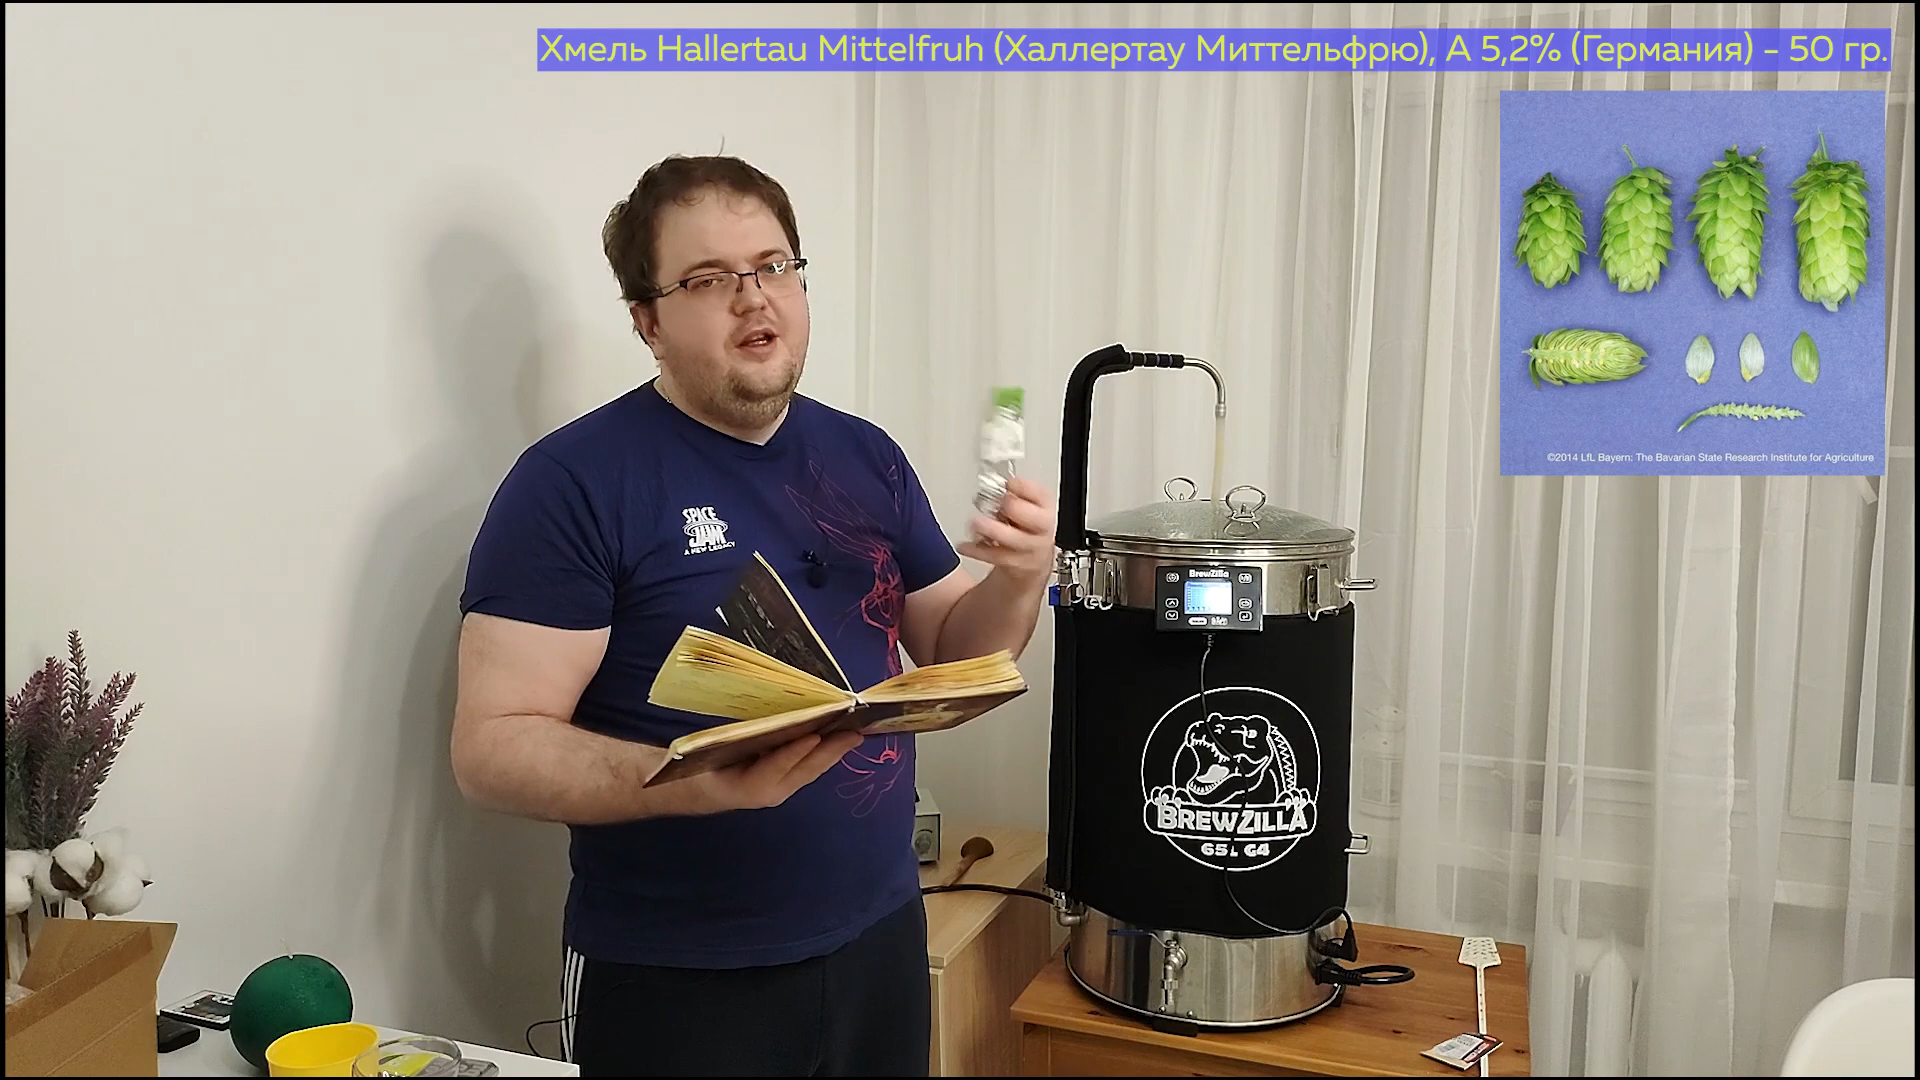 Хмель Hallertau Mittelfruh (Халлертау Миттельфрю), А 5,2% (Германия) - 50 гр.
©2014 LfL Bayern: The Bavarian State Research Institute for Agriculture
SPACE
JAM
A NEW LEGACY
BrewZilla
BREWZILLA
65L G4